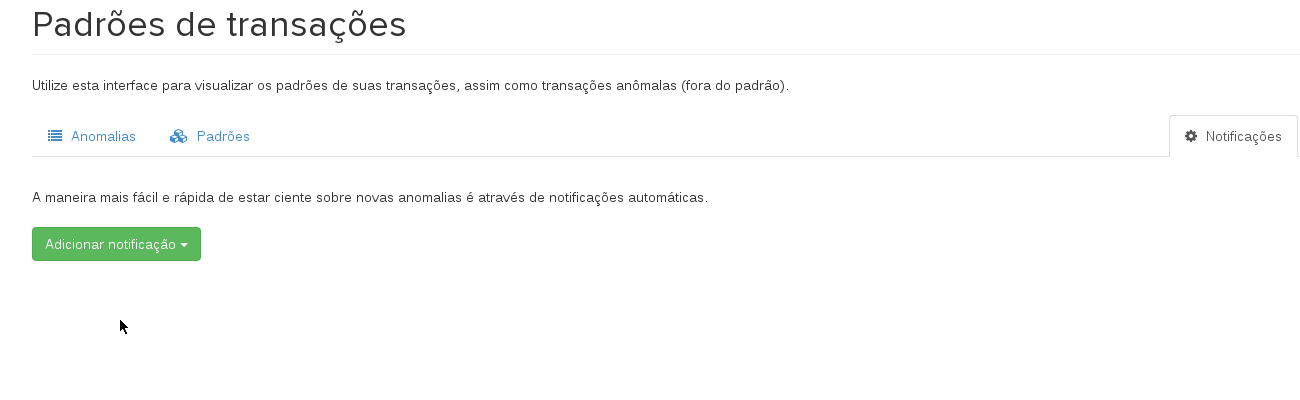 Padrões de transações
Utilize esta interface para visualizar os padrões de suas transações, assim como transações anômalas (fora do padrão).
Anomalias Padrões Notificações
A maneira mais fácil e rápida de estar ciente sobre novas anomalias é através de notificações automáticas.
Adicionar notificação